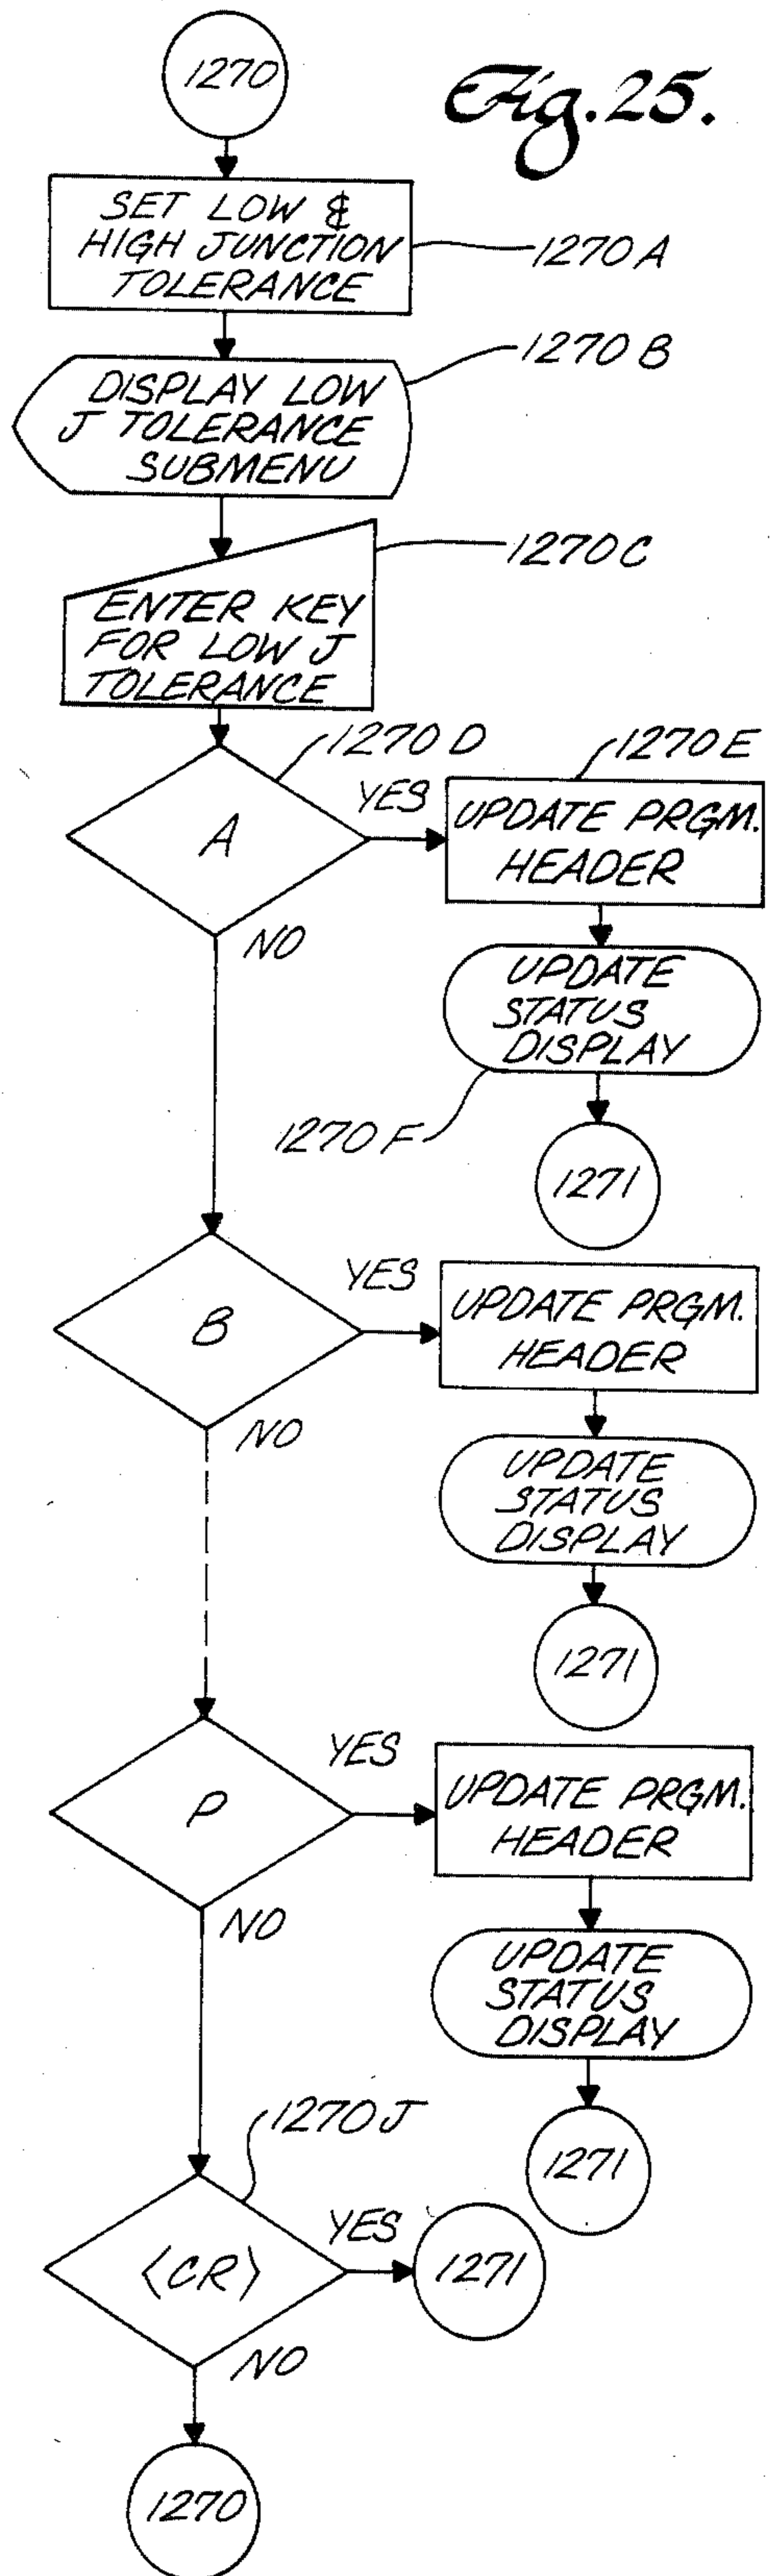 1270
Fig. 25.
SET LOW &
HIGH JUNCTION
TOLERANCE
1270 A
1270 B
DISPLAY LOW
J TOLERANCE
SUBMENU
1270 C
ENTER KEY
FOR LOW J
TOLERANCE
1270 D
1270 E
A
YES
UPDATE PRGM.
HEADER
NO
UPDATE
STATUS
DISPLAY
1270 F
1271
B
YES
UPDATE PRGM.
HEADER
NO
UPDATE
STATUS
DISPLAY
1271
P
YES
UPDATE PRGM.
HEADER
NO
UPDATE
STATUS
DISPLAY
1271
1270 J
<CR>
YES
1271
NO
1270